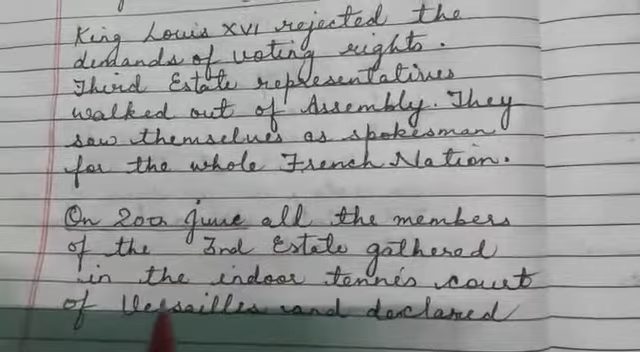 King Louis XVI rejected the
demands of voting rights.
Third Estate representatives
walked out of Assembly. They
saw themselves as spokesman
for the whole French Nation.
On 20th June all the members
of the 3rd Estate gathered
in the indoor tennis court
of Versailles and declared